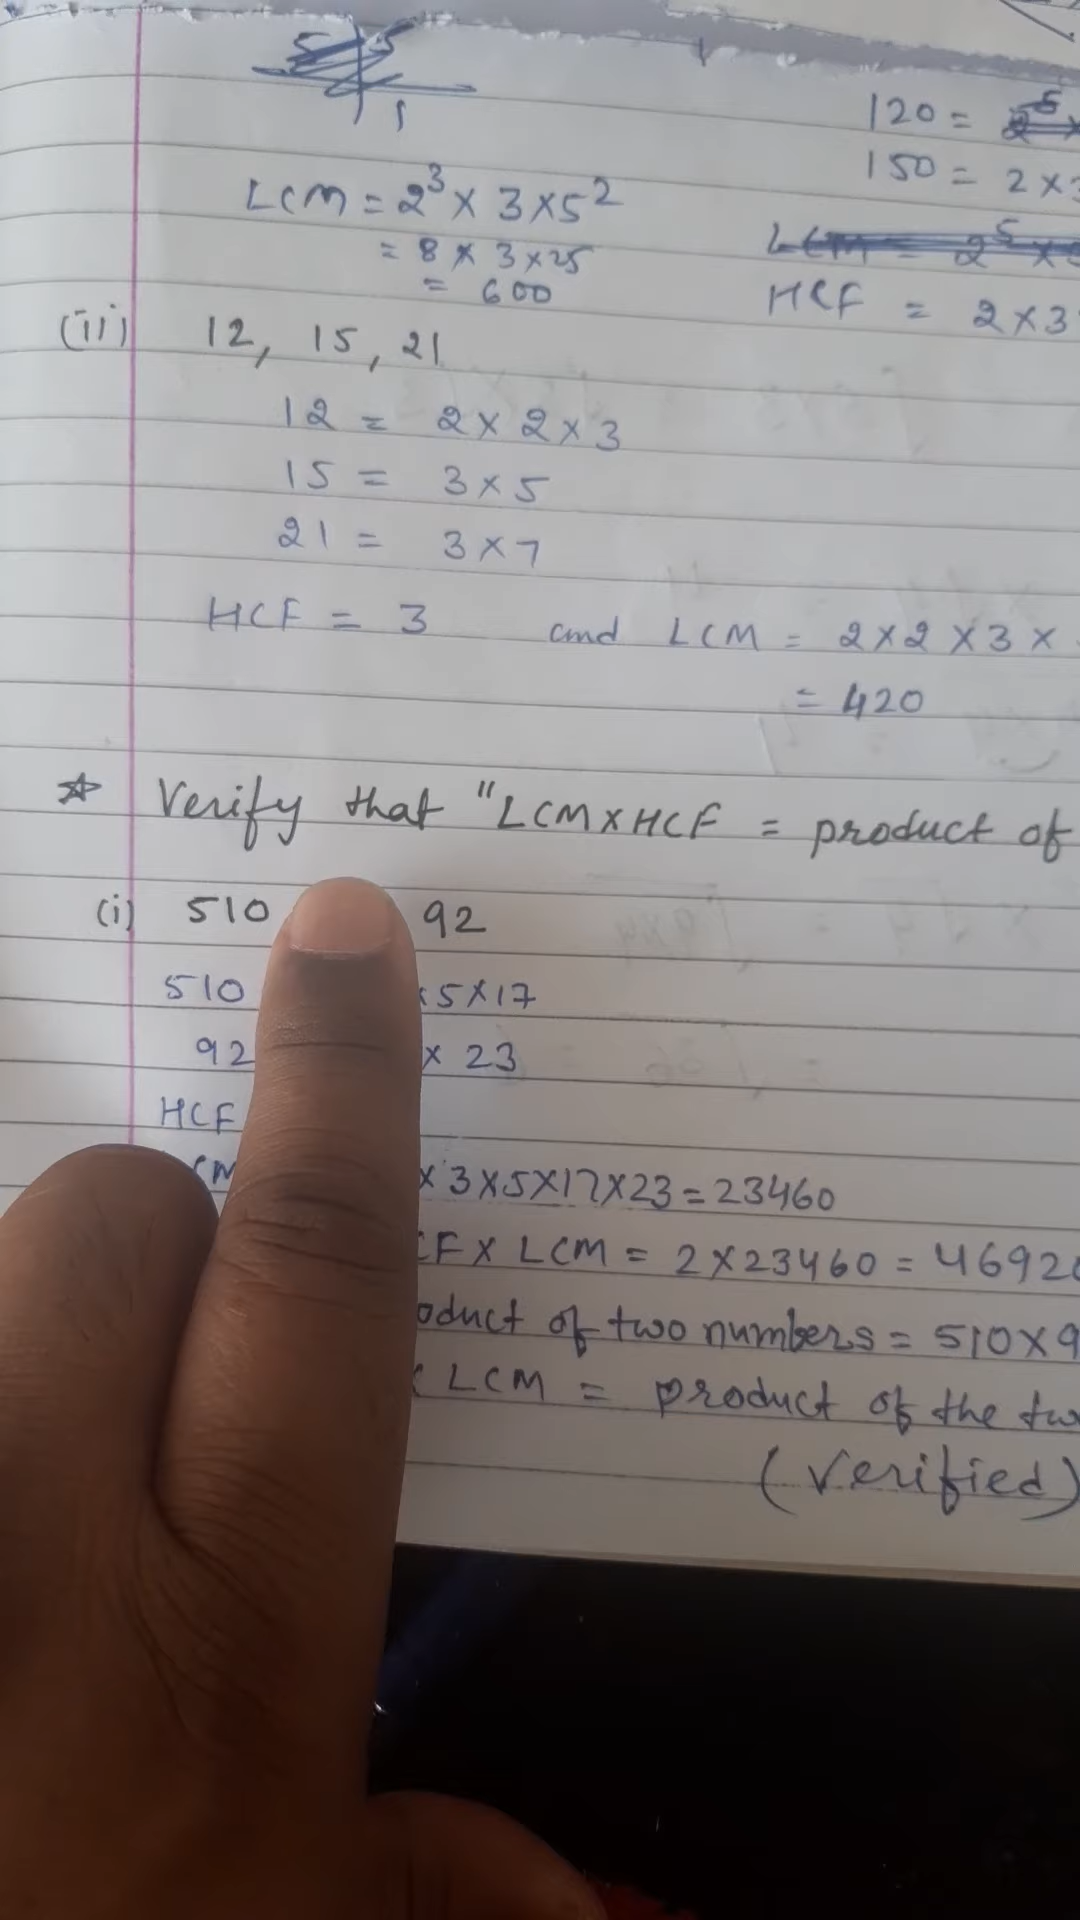 120 =
150 = 2×3
LCM = 2³ × 3 × 5²
= 8 × 3 × 25
= 600
HCF = 2×3
(ii) 12, 15, 21
12 = 2 × 2 × 3
15 = 3 × 5
21 = 3 × 7
HCF = 3 and LCM = 2 × 2 × 3 ×
= 420
☆ Verify that "LCM×HCF = product of
(i) 510 92
510 5×17
92 × 23
HCF
× 3×5×17×23 = 23460
× LCM = 2 × 23460 = 4692
of two numbers = 510 × 9
LCM = product of the
(Verified)